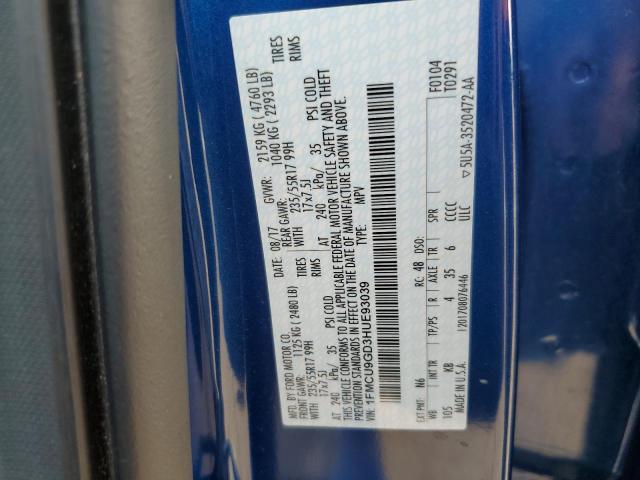 MFD. BY FORD MOTOR CO.
DATE: 08/17 GVWR: 2159 KG ( 4760 LB)
FRONT GAWR: 1125 KG ( 2480 LB) REAR GAWR: 1040 KG ( 2293 LB)
235/55R17 99H TIRES WITH 235/55R17 99H TIRES
17x7.5J RIMS 17x7.5J RIMS
AT 240 kPa/ 35 PSI COLD AT 240 kPa/ 35 PSI COLD
THIS VEHICLE CONFORMS TO ALL APPLICABLE FEDERAL MOTOR VEHICLE SAFETY AND THEFT
PREVENTION STANDARDS IN EFFECT ON THE DATE OF MANUFACTURE SHOWN ABOVE.
VIN: 1FMCU9GD3HUE93039 TYPE: MPV
F0104
T0291
EXT PNT: N6 RC: 48 DSO:
WB INT TR TP/PS R AXLE TR SPR
105 KB 4 35 6 CCCC
1201708076446 ULC
MADE IN U.S.A. ▽ 5U5A-3520472-AA